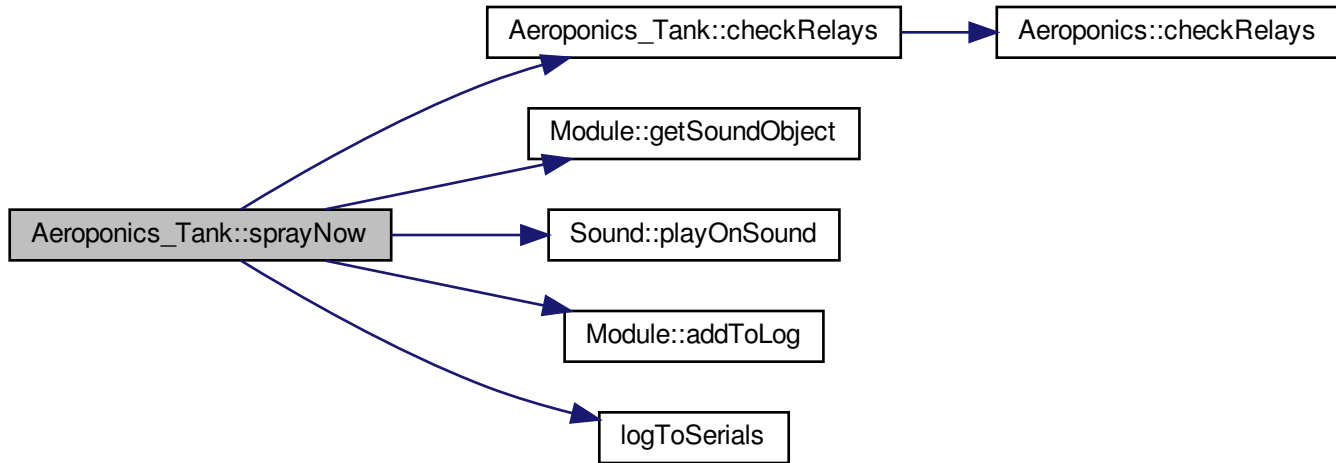 Aeroponics_Tank::checkRelays
Aeroponics::checkRelays
Module::getSoundObject
Aeroponics_Tank::sprayNow
Sound::playOnSound
Module::addToLog
logToSerials